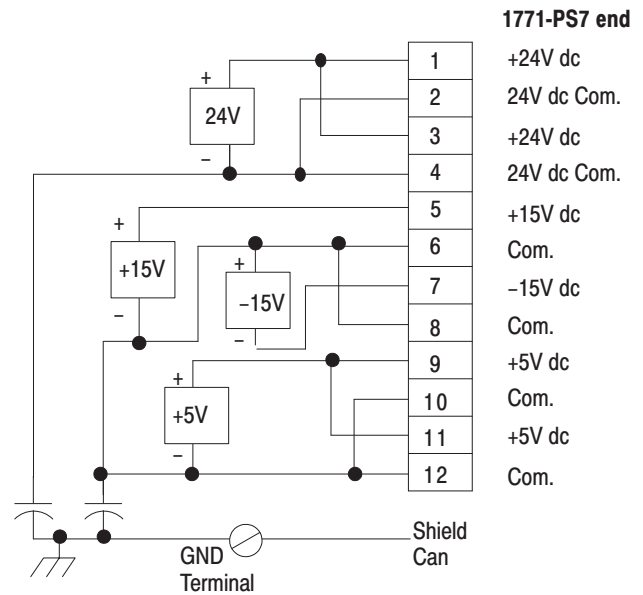 1771-PS7 end
+
24V
–
1 +24V dc
2 24V dc Com.
3 +24V dc
4 24V dc Com.
+
+15V
–
5 +15V dc
6 Com.
+
–15V
–
7 –15V dc
8 Com.
+
+5V
–
9 +5V dc
10 Com.
11 +5V dc
12 Com.
GND
Terminal
Shield
Can